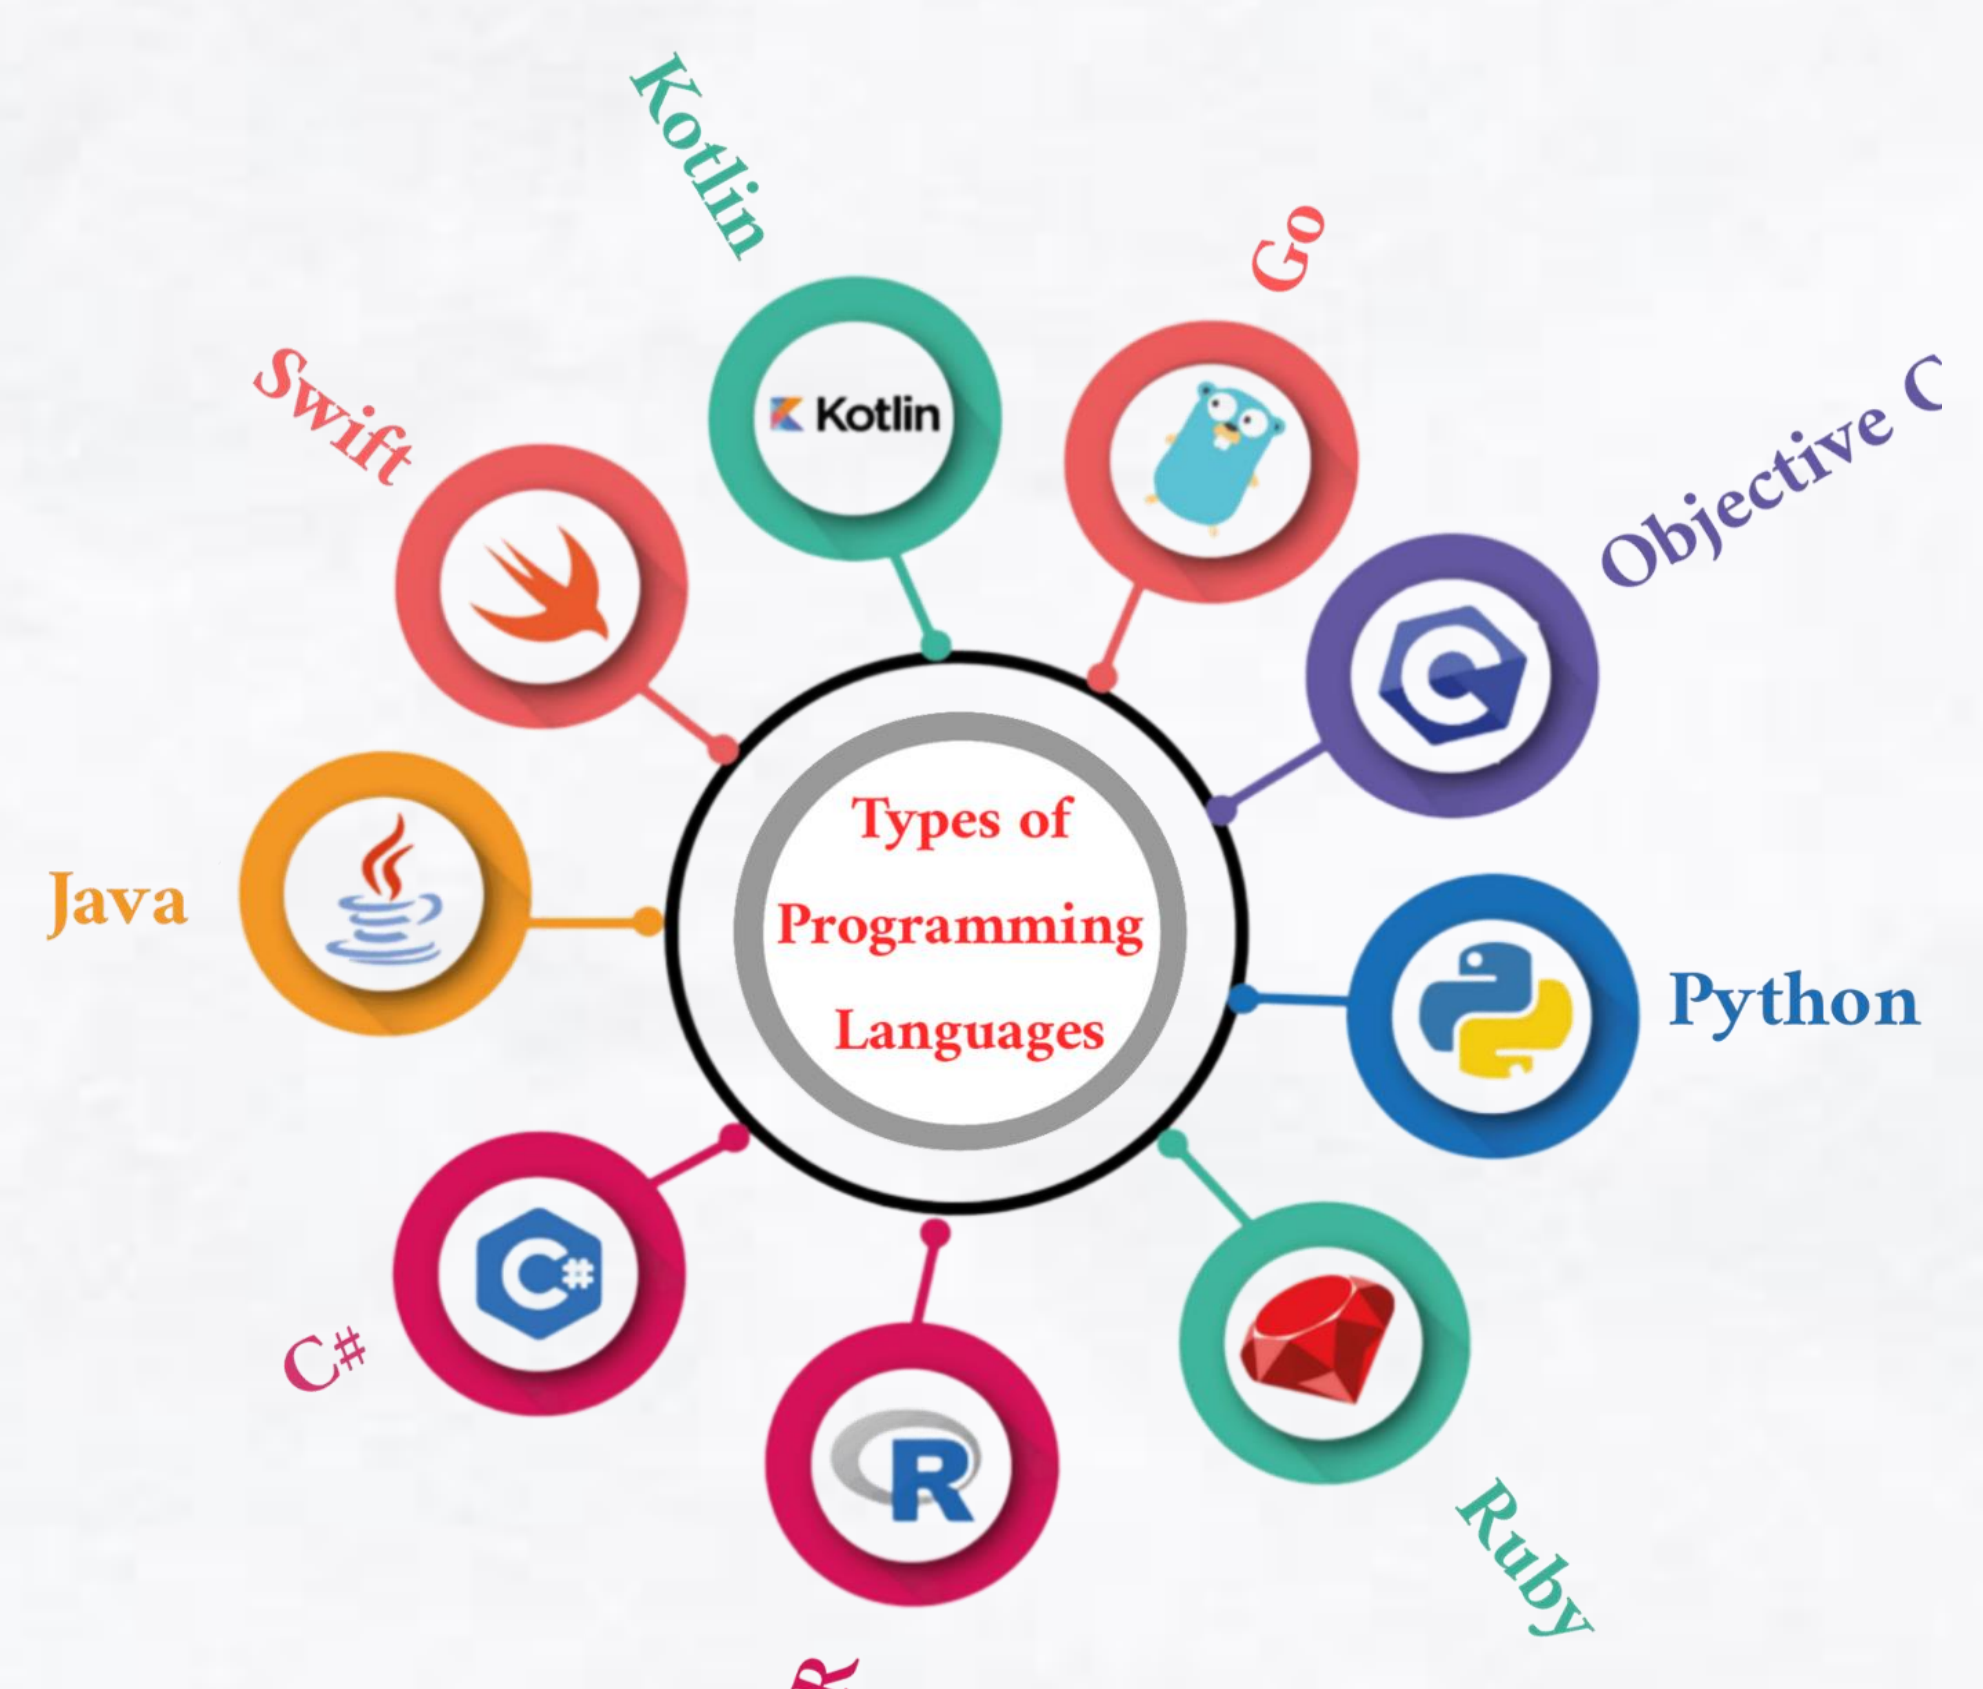 Kotlin
Go
Swift
Objective C
Kotlin
C
Types of
Programming
Languages
Java
Python
C#
C#
R
Ruby
R